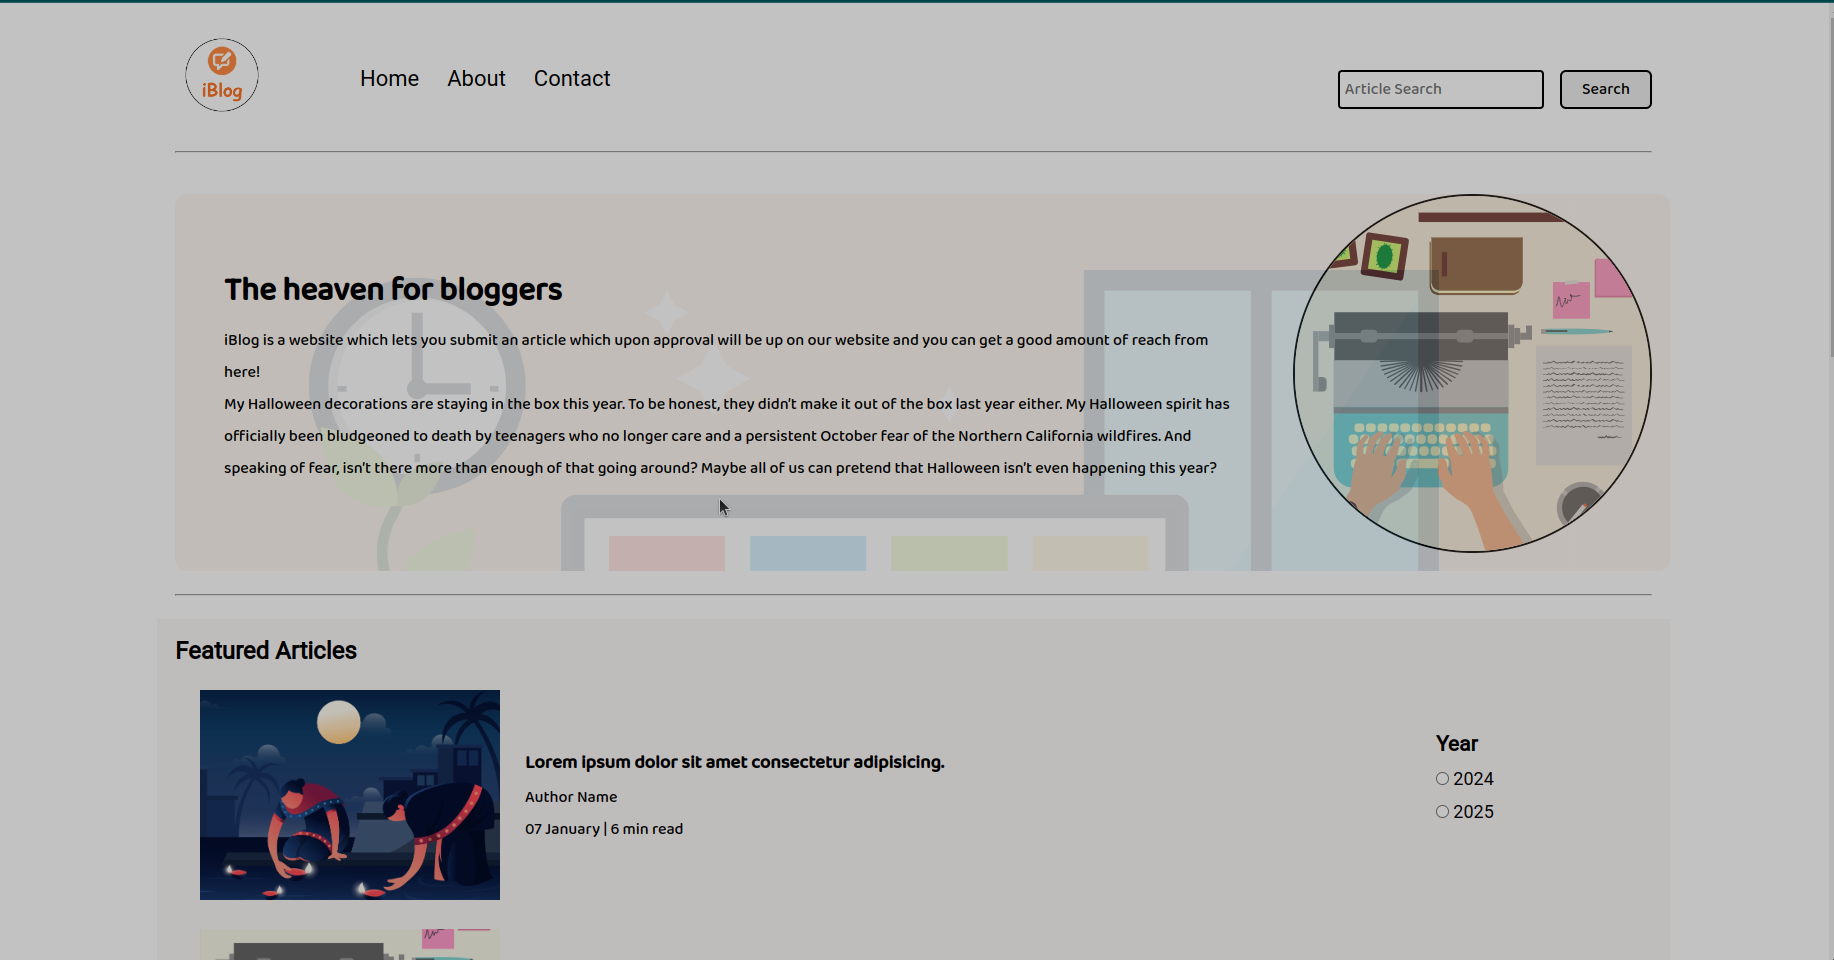 iBlog
Home About Contact
Article Search Search
The heaven for bloggers
iBlog is a website which lets you submit an article which upon approval will be up on our website and you can get a good amount of reach from
here!
My Halloween decorations are staying in the box this year. To be honest, they didn't make it out of the box last year either. My Halloween spirit has
officially been bludgeoned to death by teenagers who no longer care and a persistent October fear of the Northern California wildfires. And
speaking of fear, isn't there more than enough of that going around? Maybe all of us can pretend that Halloween isn't even happening this year?
Featured Articles
Lorem ipsum dolor sit amet consectetur adipisicing.
Author Name
07 January | 6 min read
Year
2024
2025